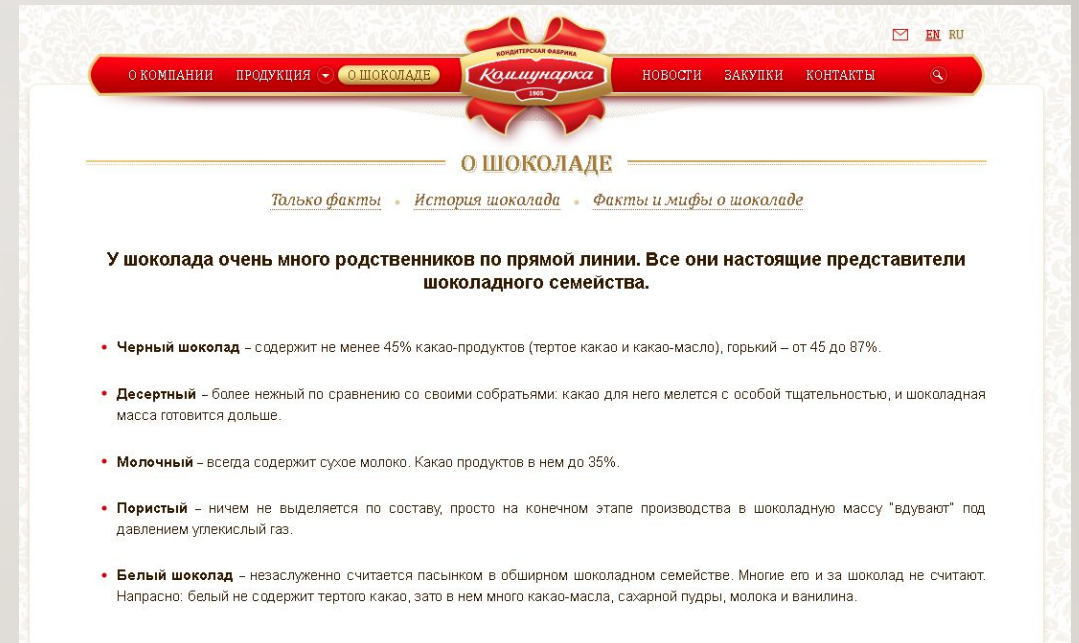 EN RU
КОНДИТЕРСКАЯ ФАБРИКА
О КОМПАНИИ ПРОДУКЦИЯ О ШОКОЛАДЕ Коммунарка НОВОСТИ ЗАКУПКИ КОНТАКТЫ
1905
О ШОКОЛАДЕ
Только факты • История шоколада • Факты и мифы о шоколаде
У шоколада очень много родственников по прямой линии. Все они настоящие представители
шоколадного семейства.
• Черный шоколад – содержит не менее 45% какао-продуктов (тертое какао и какао-масло), горький – от 45 до 87%.
• Десертный – более нежный по сравнению со своими собратьями: какао для него мелется с особой тщательностью, и шоколадная
масса готовится дольше.
• Молочный – всегда содержит сухое молоко. Какао продуктов в нем до 35%.
• Пористый – ничем не выделяется по составу, просто на конечном этапе производства в шоколадную массу "вдувают" под
давлением углекислый газ.
• Белый шоколад – незаслуженно считается пасынком в обширном шоколадном семействе. Многие его и за шоколад не считают.
Напрасно: белый не содержит тертого какао, зато в нем много какао-масла, сахарной пудры, молока и ванилина.